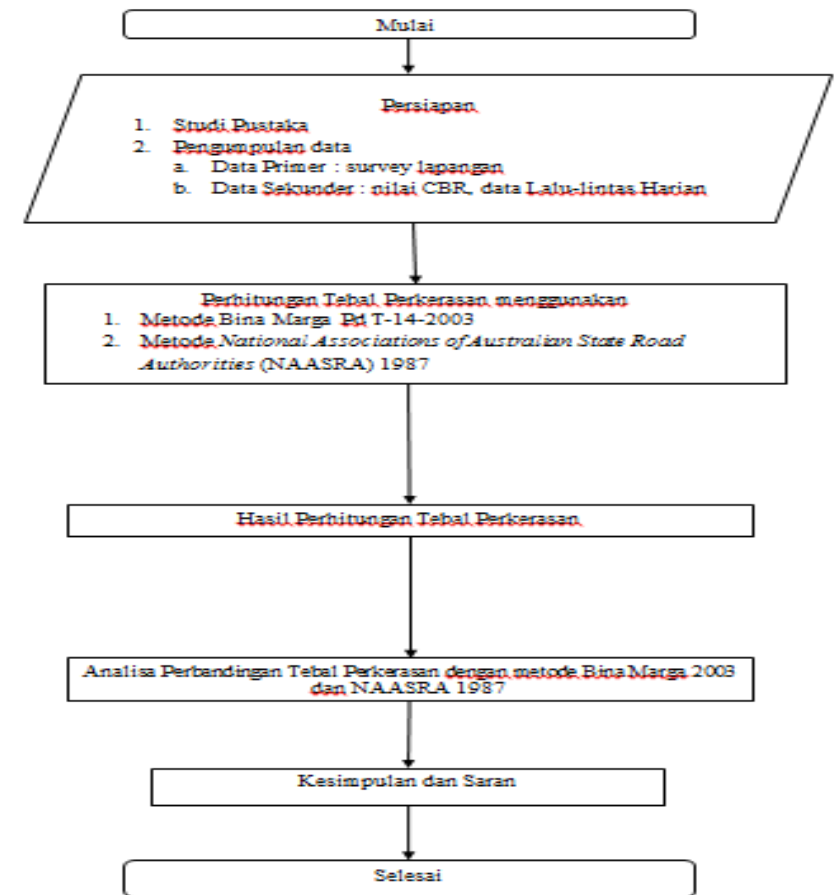 Mulai
Persiapan
1. Studi Pustaka
2. Pengumpulan data
a. Data Primer : survey lapangan
b. Data Sekunder : nilai CBR, data Lalu-lintas Harian
Perhitungan Tebal Perkerasan menggunakan
1. Metode Bina Marga Pd T-14-2003
2. Metode National Associations of Australian State Road
Authorities (NAASRA) 1987
Hasil Perhitungan Tebal Perkerasan
Analisa Perbandingan Tebal Perkerasan dengan metode Bina Marga 2003
dan NAASRA 1987
Kesimpulan dan Saran
Selesai